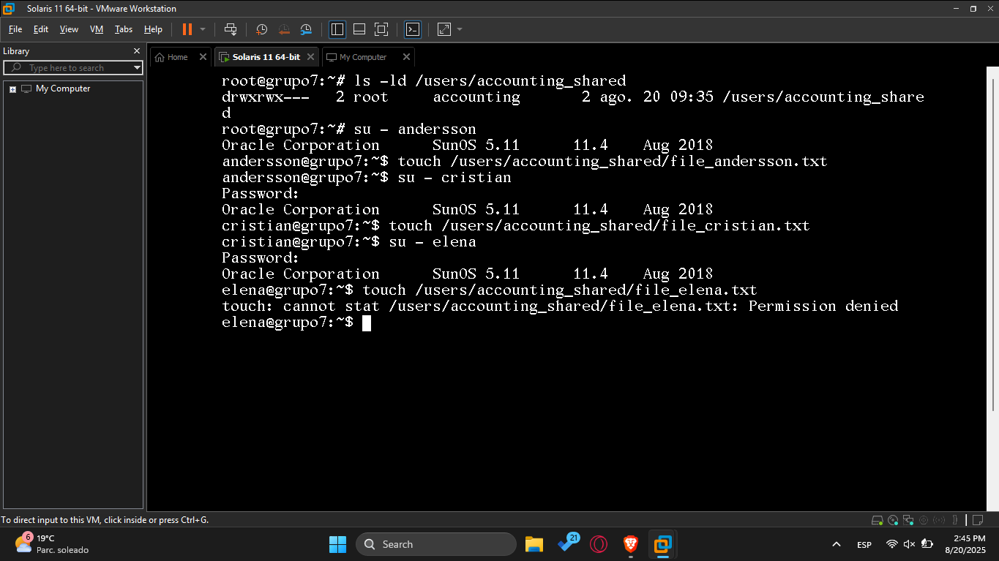 Solaris 11 64-bit - VMware Workstation
File Edit View VM Tabs Help
Library
Type here to search
My Computer
Home
Solaris 11 64-bit
My Computer
root@grupo7:~# ls -ld /users/accounting_shared
drwxrwx--- 2 root accounting 2 ago. 20 09:35 /users/accounting_share
d
root@grupo7:~# su - andersson
Oracle Corporation SunOS 5.11 11.4 Aug 2018
andersson@grupo7:~$ touch /users/accounting_shared/file_andersson.txt
andersson@grupo7:~$ su - cristian
Password:
Oracle Corporation SunOS 5.11 11.4 Aug 2018
cristian@grupo7:~$ touch /users/accounting_shared/file_cristian.txt
cristian@grupo7:~$ su - elena
Password:
Oracle Corporation SunOS 5.11 11.4 Aug 2018
elena@grupo7:~$ touch /users/accounting_shared/file_elena.txt
touch: cannot stat /users/accounting_shared/file_elena.txt: Permission denied
elena@grupo7:~$
To direct input to this VM, click inside or press Ctrl+G.
6
19°C
Parc. soleado
Search
21
ESP
2:45 PM
8/20/2025